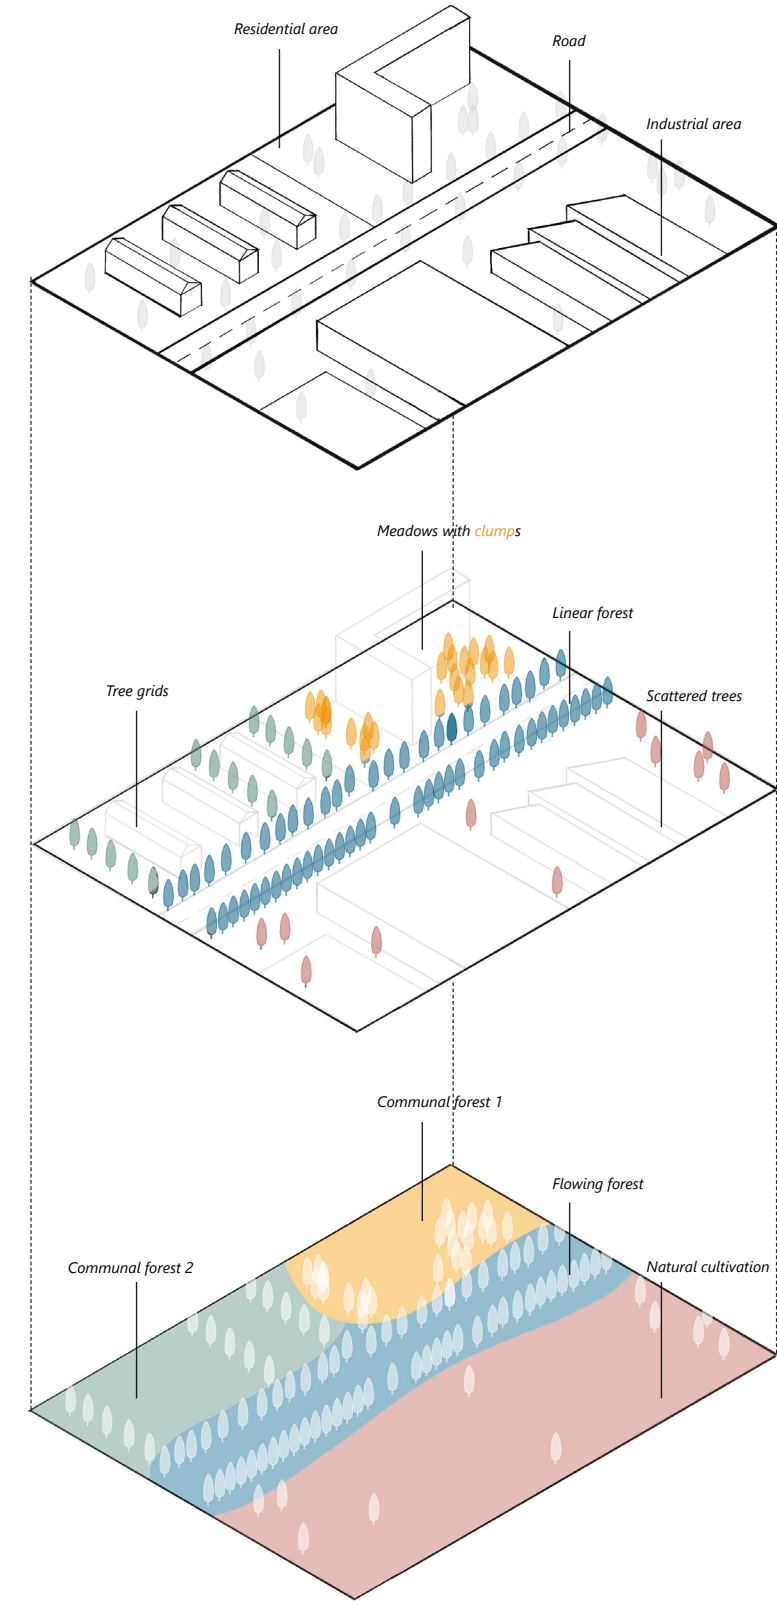 Residential area
Road
Industrial area
Meadows with clumps
Linear forest
Tree grids
Scattered trees
Communal forest 1
Flowing forest
Communal forest 2
Natural cultivation